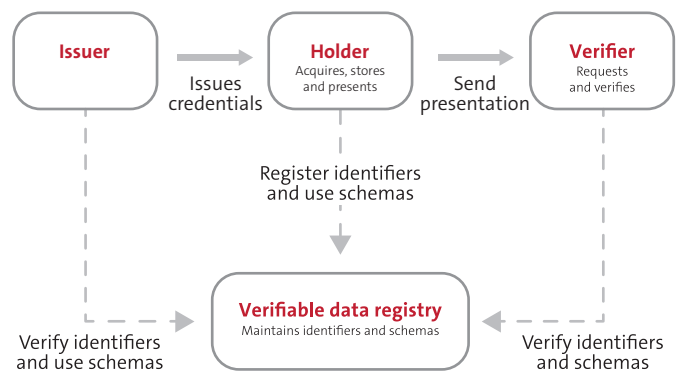 Issuer
Issues
credentials
Holder
Acquires, stores
and presents
Send
presentation
Verifier
Requests
and verifies
Register identifiers
and use schemas
Verifiable data registry
Maintains identifiers and schemas
Verify identifiers
and use schemas
Verify identifiers
and schemas